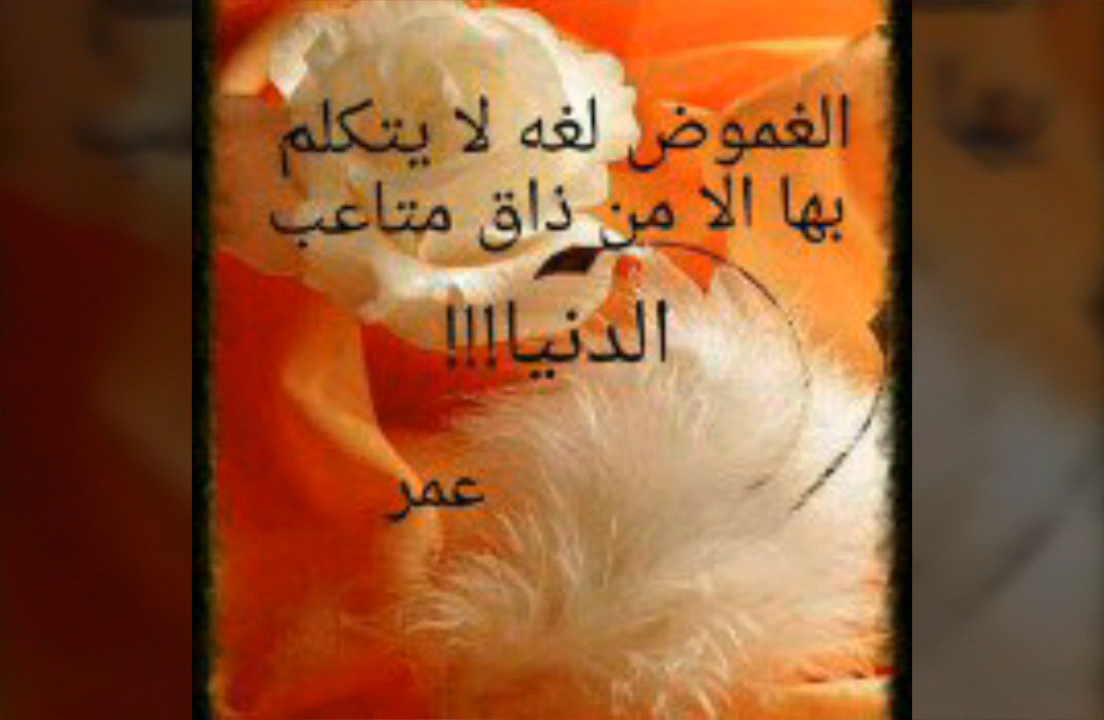 الغموض لغه لا يتكلم
بها الا من ذاق متاعب
الدنيا!!!
عمر